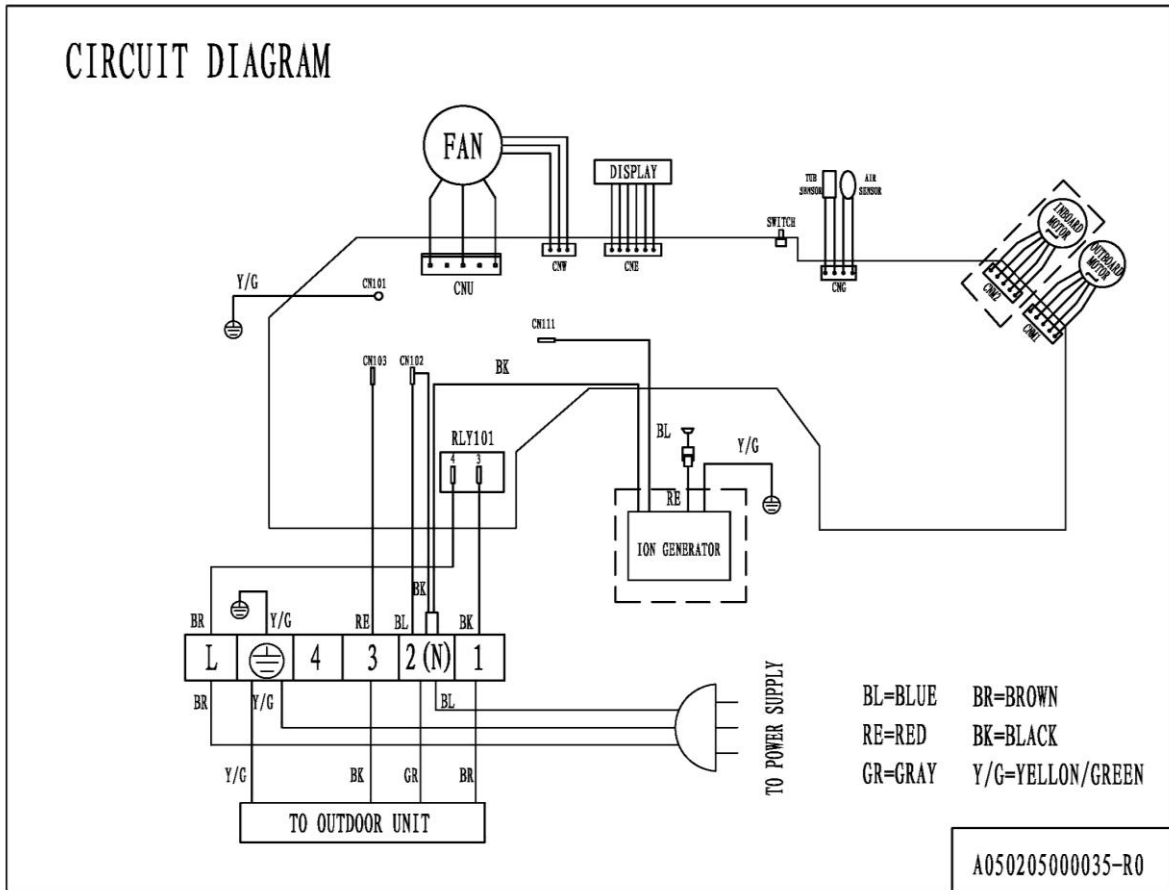 CIRCUIT DIAGRAM
FAN
DISPLAY
TUB
SENSOR
AIR
SENSOR
SWITCH
INBOARD
MOTOR
OUTBOARD
MOTOR
CNU
CNW
CNE
CNG
CNM2
CNM1
Y/G
CN101
CN111
CN103
CN102
BK
RLY101
4 3
BL
Y/G
RE
ION GENERATOR
BK
BR
Y/G
RE
BL
BK
L
4
3
2(N)
1
BR
Y/G
BL
Y/G
BK
GR
BR
TO OUTDOOR UNIT
TO POWER SUPPLY
BL=BLUE BR=BROWN
RE=RED BK=BLACK
GR=GRAY Y/G=YELLON/GREEN
A050205000035-R0